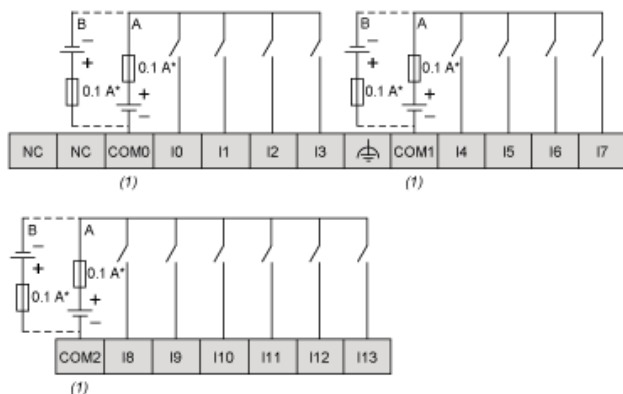 B A B A
− −
+ 0.1 A* + 0.1 A*
0.1 A* + 0.1 A* +
− −
NC NC COM0 I0 I1 I2 I3 COM1 I4 I5 I6 I7
(1) (1)
B A
−
+ 0.1 A*
0.1 A* +
−
COM2 I8 I9 I10 I11 I12 I13
(1)